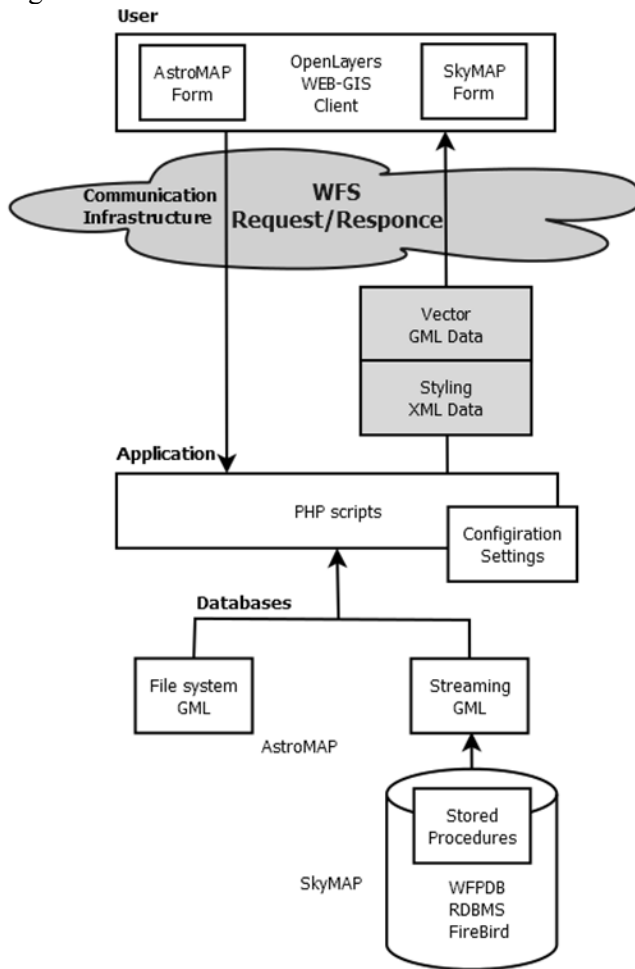 User
AstroMAP
Form
OpenLayers
WEB-GIS
Client
SkyMAP
Form
Communication
Infrastructure
WFS
Request/Responce
Vector
GML Data
Styling
XML Data
Application
PHP scripts
Configiration
Settings
Databases
File system
GML
Streaming
GML
AstroMAP
Stored
Procedures
SkyMAP
WFPDB
RDBMS
FireBird